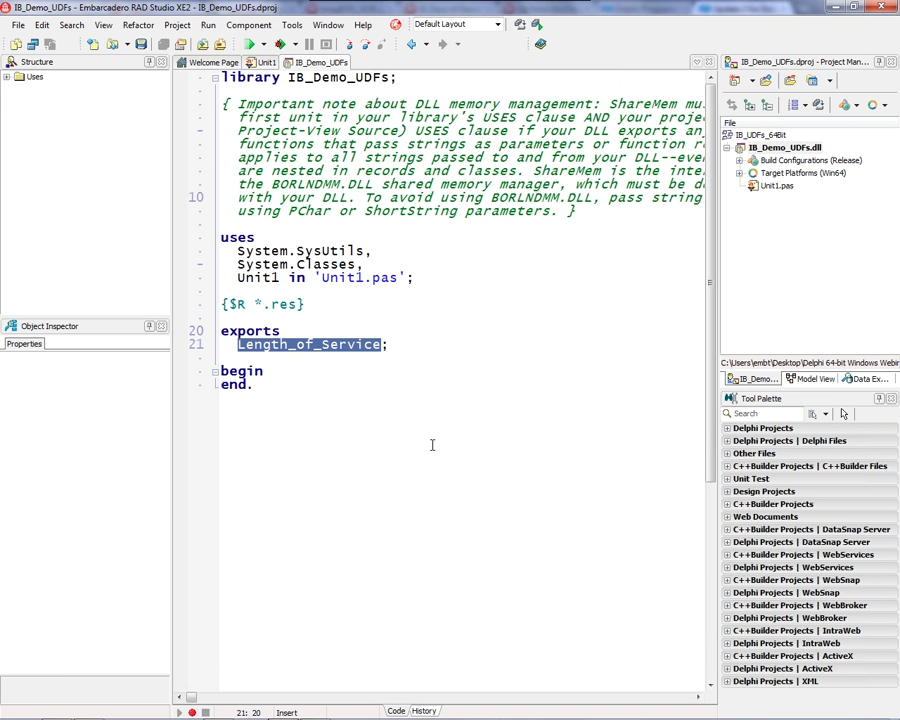 IB_Demo_UDFs - Embarcadero RAD Studio XE2 - IB_Demo_UDFs.dproj
File Edit Search View Refactor Project Run Component Tools Window Help
Default Layout
Structure
Uses
Object Inspector
Properties
Welcome Page Unit1 IB_Demo_UDFs
library IB_Demo_UDFs;
{ Important note about DLL memory management: ShareMem mu
first unit in your library's USES clause AND your projec
Project-View Source) USES clause if your DLL exports an
functions that pass strings as parameters or function r
applies to all strings passed to and from your DLL--eve
are nested in records and classes. ShareMem is the inte
10 the BORLNDMM.DLL shared memory manager, which must be d
with your DLL. To avoid using BORLNDMM.DLL, pass string
using PChar or ShortString parameters. }
uses
System.SysUtils,
System.Classes,
Unit1 in 'Unit1.pas';
{$R *.res}
20 exports
21 Length_of_Service;
begin
end.
21: 20 Insert Code History
IB_Demo_UDFs.dproj - Project Man...
File
IB_UDFs_64Bit
IB_Demo_UDFs.dll
Build Configurations (Release)
Target Platforms (Win64)
Unit1.pas
C:\Users\embt\Desktop\Delphi 64-bit Windows Webir
IB_Demo... Model View Data Ex...
Tool Palette
Search
Delphi Projects
Delphi Projects | Delphi Files
Other Files
C++Builder Projects | C++Builder Files
Unit Test
Design Projects
C++Builder Projects
Web Documents
C++Builder Projects | DataSnap Server
Delphi Projects | DataSnap Server
C++Builder Projects | WebServices
Delphi Projects | WebServices
C++Builder Projects | WebSnap
Delphi Projects | WebSnap
C++Builder Projects | WebBroker
Delphi Projects | WebBroker
C++Builder Projects | IntraWeb
Delphi Projects | IntraWeb
C++Builder Projects | ActiveX
Delphi Projects | ActiveX
Delphi Projects | XML